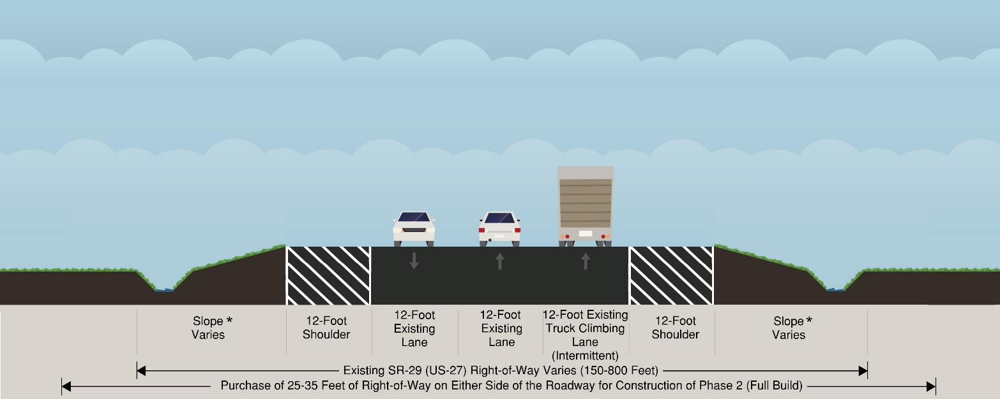 Slope *
Varies
12-Foot
Shoulder
12-Foot
Existing
Lane
12-Foot
Existing
Lane
12-Foot Existing
Truck Climbing
Lane
(Intermittent)
12-Foot
Shoulder
Slope *
Varies
Existing SR-29 (US-27) Right-of-Way Varies (150-800 Feet)
Purchase of 25-35 Feet of Right-of-Way on Either Side of the Roadway for Construction of Phase 2 (Full Build)